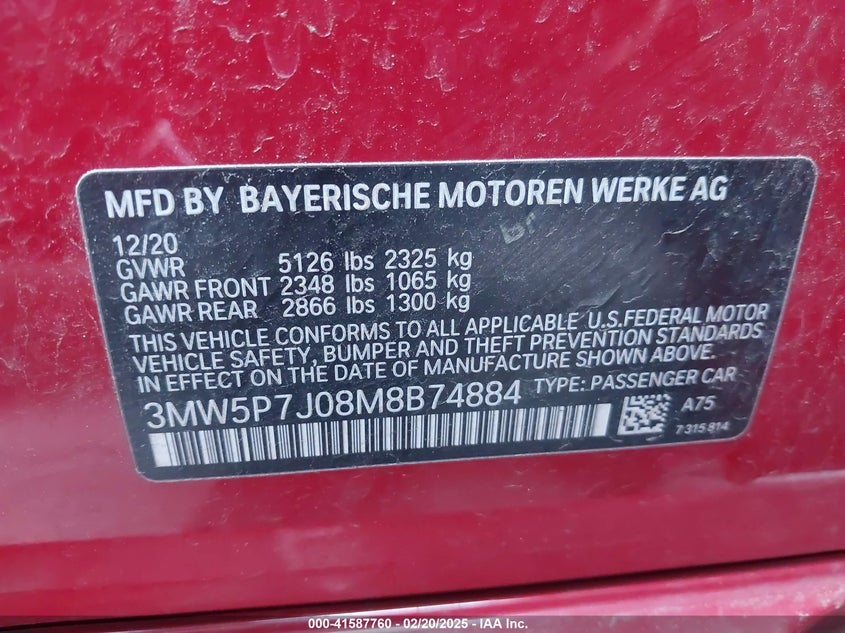 MFD BY BAYERISCHE MOTOREN WERKE AG
12/20
GVWR 5126 lbs 2325 kg
GAWR FRONT 2348 lbs 1065 kg
GAWR REAR 2866 lbs 1300 kg
THIS VEHICLE CONFORMS TO ALL APPLICABLE U.S.FEDERAL MOTOR
VEHICLE SAFETY, BUMPER AND THEFT PREVENTION STANDARDS
IN EFFECT ON THE DATE OF MANUFACTURE SHOWN ABOVE.
3MW5P7J08M8B74884 TYPE: PASSENGER CAR
A75
7 315 814
000-41587760 - 02/20/2025 - IAA Inc.